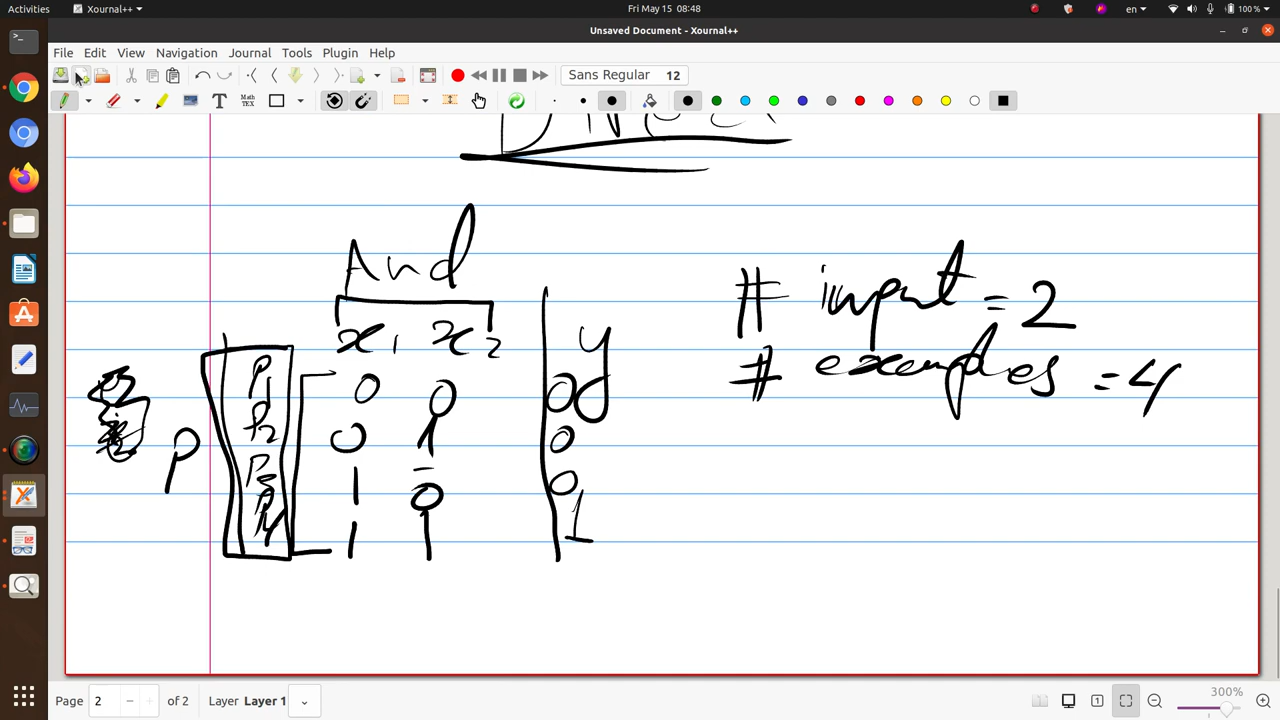 Activities Xournal++ Fri May 15 08:48 en 100 %
Unsaved Document - Xournal++
File Edit View Navigation Journal Tools Plugin Help
Sans Regular 12
MATH TEX
And
x1 x2 y
P1 0 0 0
P2 0 1 0
P3 1 0 0
P4 1 1 1
P
# input = 2
# examples = 4
Page 2 of 2 Layer Layer 1 300%